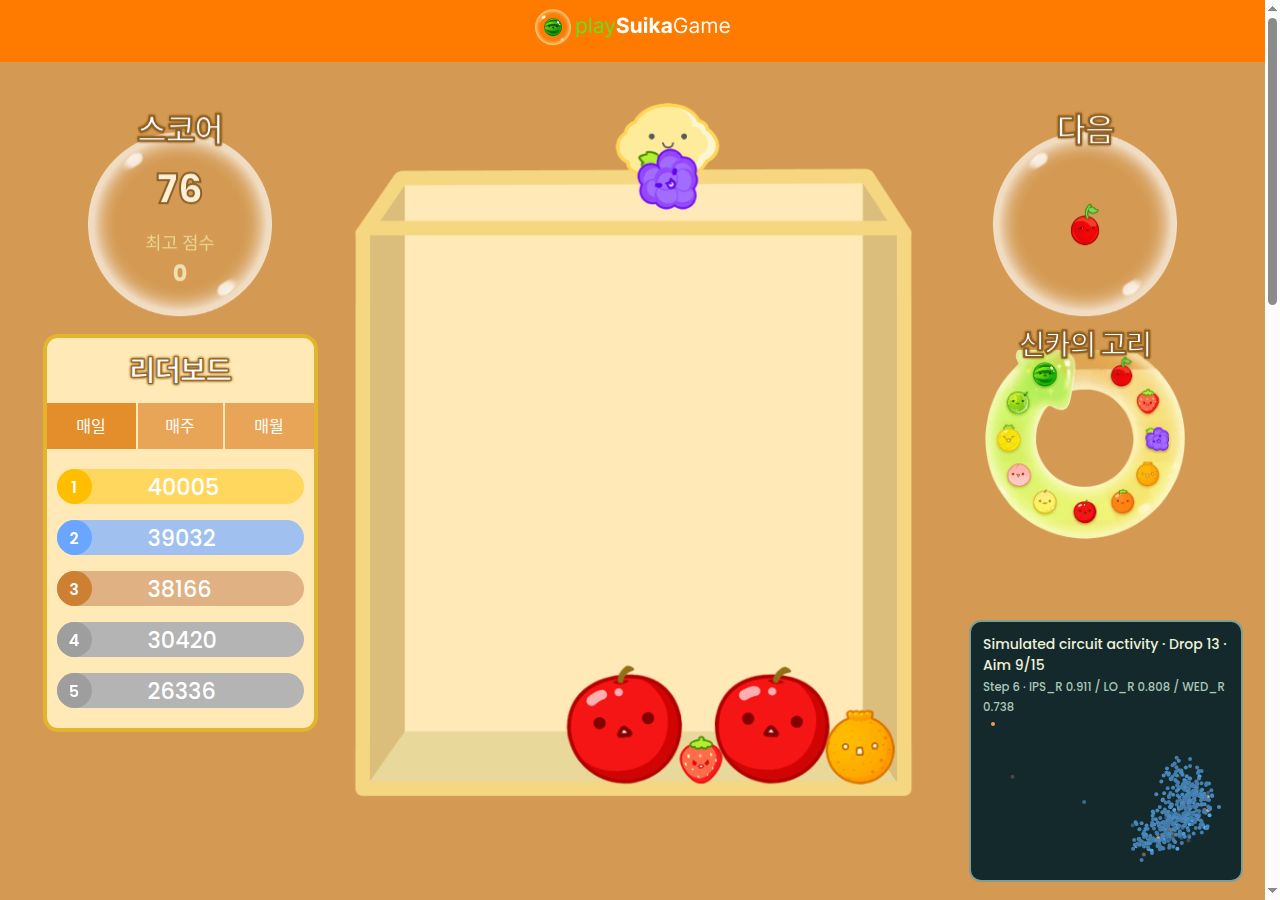 playSuikaGame
스코어
76
최고 점수
0
다음
신카의 고리
리더보드
매일 매주 매월
1 40005
2 39032
3 38166
4 30420
5 26336
Simulated circuit activity · Drop 13 ·
Aim 9/15
Step 6 · IPS_R 0.911 / LO_R 0.808 / WED_R
0.738